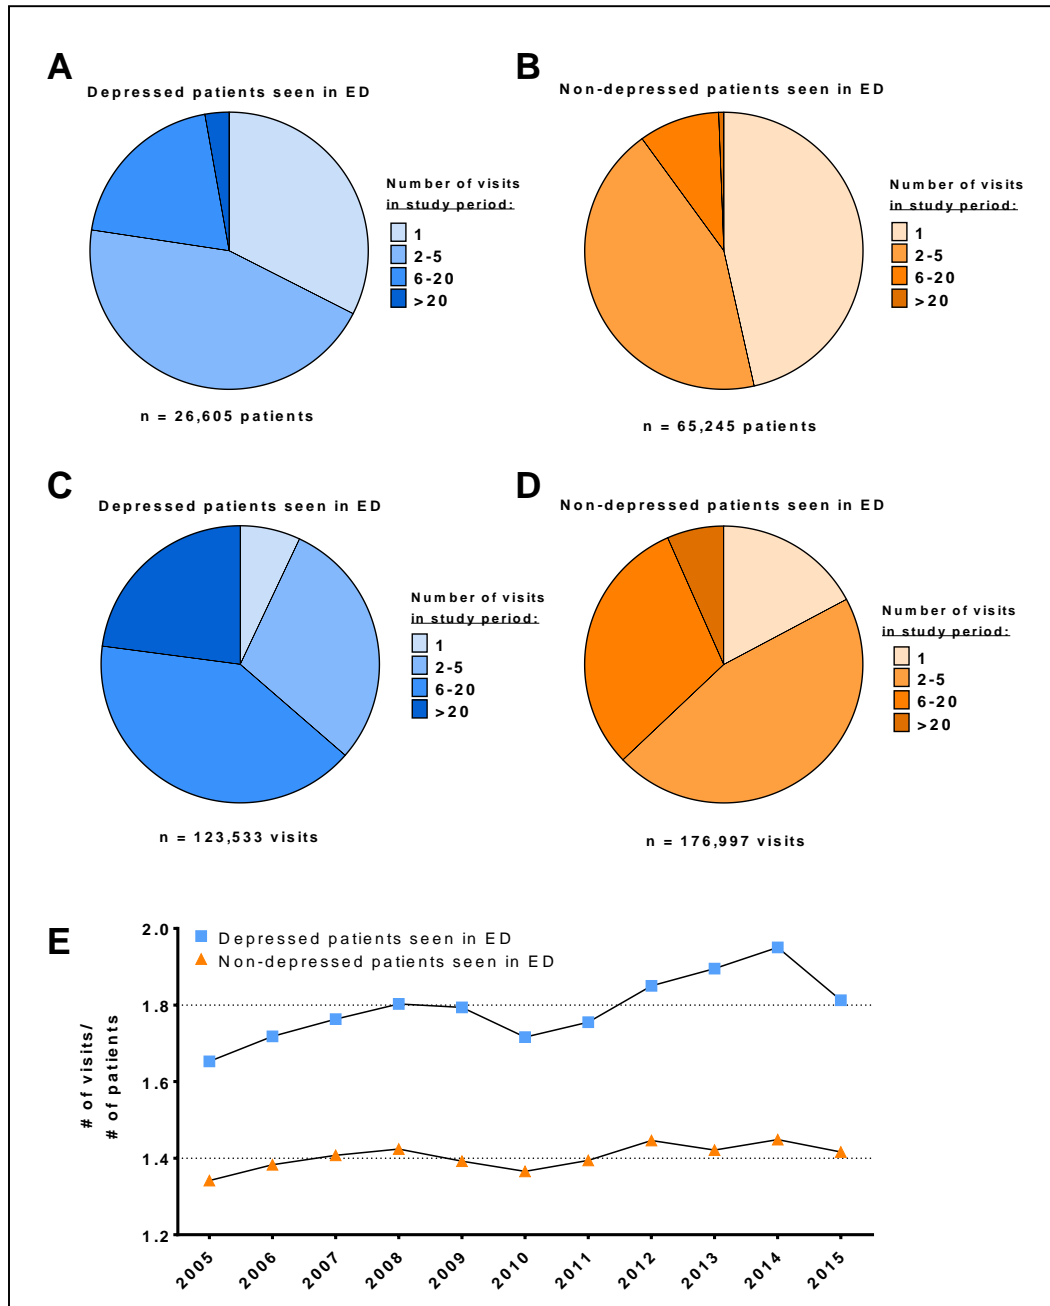 A
Depressed patients seen in ED
Number of visits
in study period:
1
2-5
6-20
>20
n = 26,605 patients
B
Non-depressed patients seen in ED
Number of visits
in study period:
1
2-5
6-20
>20
n = 65,245 patients
C
Depressed patients seen in ED
Number of visits
in study period:
1
2-5
6-20
>20
n = 123,533 visits
D
Non-depressed patients seen in ED
Number of visits
in study period:
1
2-5
6-20
>20
n = 176,997 visits
E
Depressed patients seen in ED
Non-depressed patients seen in ED
# of visits/
# of patients
2.0
1.8
1.6
1.4
1.2
2005
2006
2007
2008
2009
2010
2011
2012
2013
2014
2015